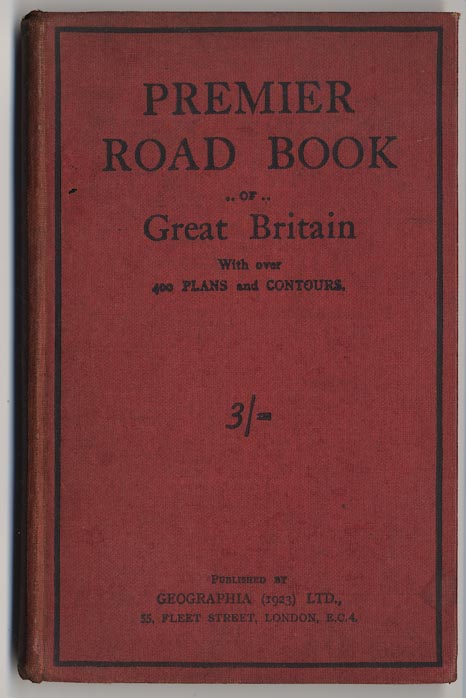 PREMIER
ROAD BOOK
.. OF ..
Great Britain
With over
400 PLANS and CONTOURS.
3/=
PUBLISHED BY
GEOGRAPHIA (1923) LTD.,
55, FLEET STREET, LONDON, E.C.4.